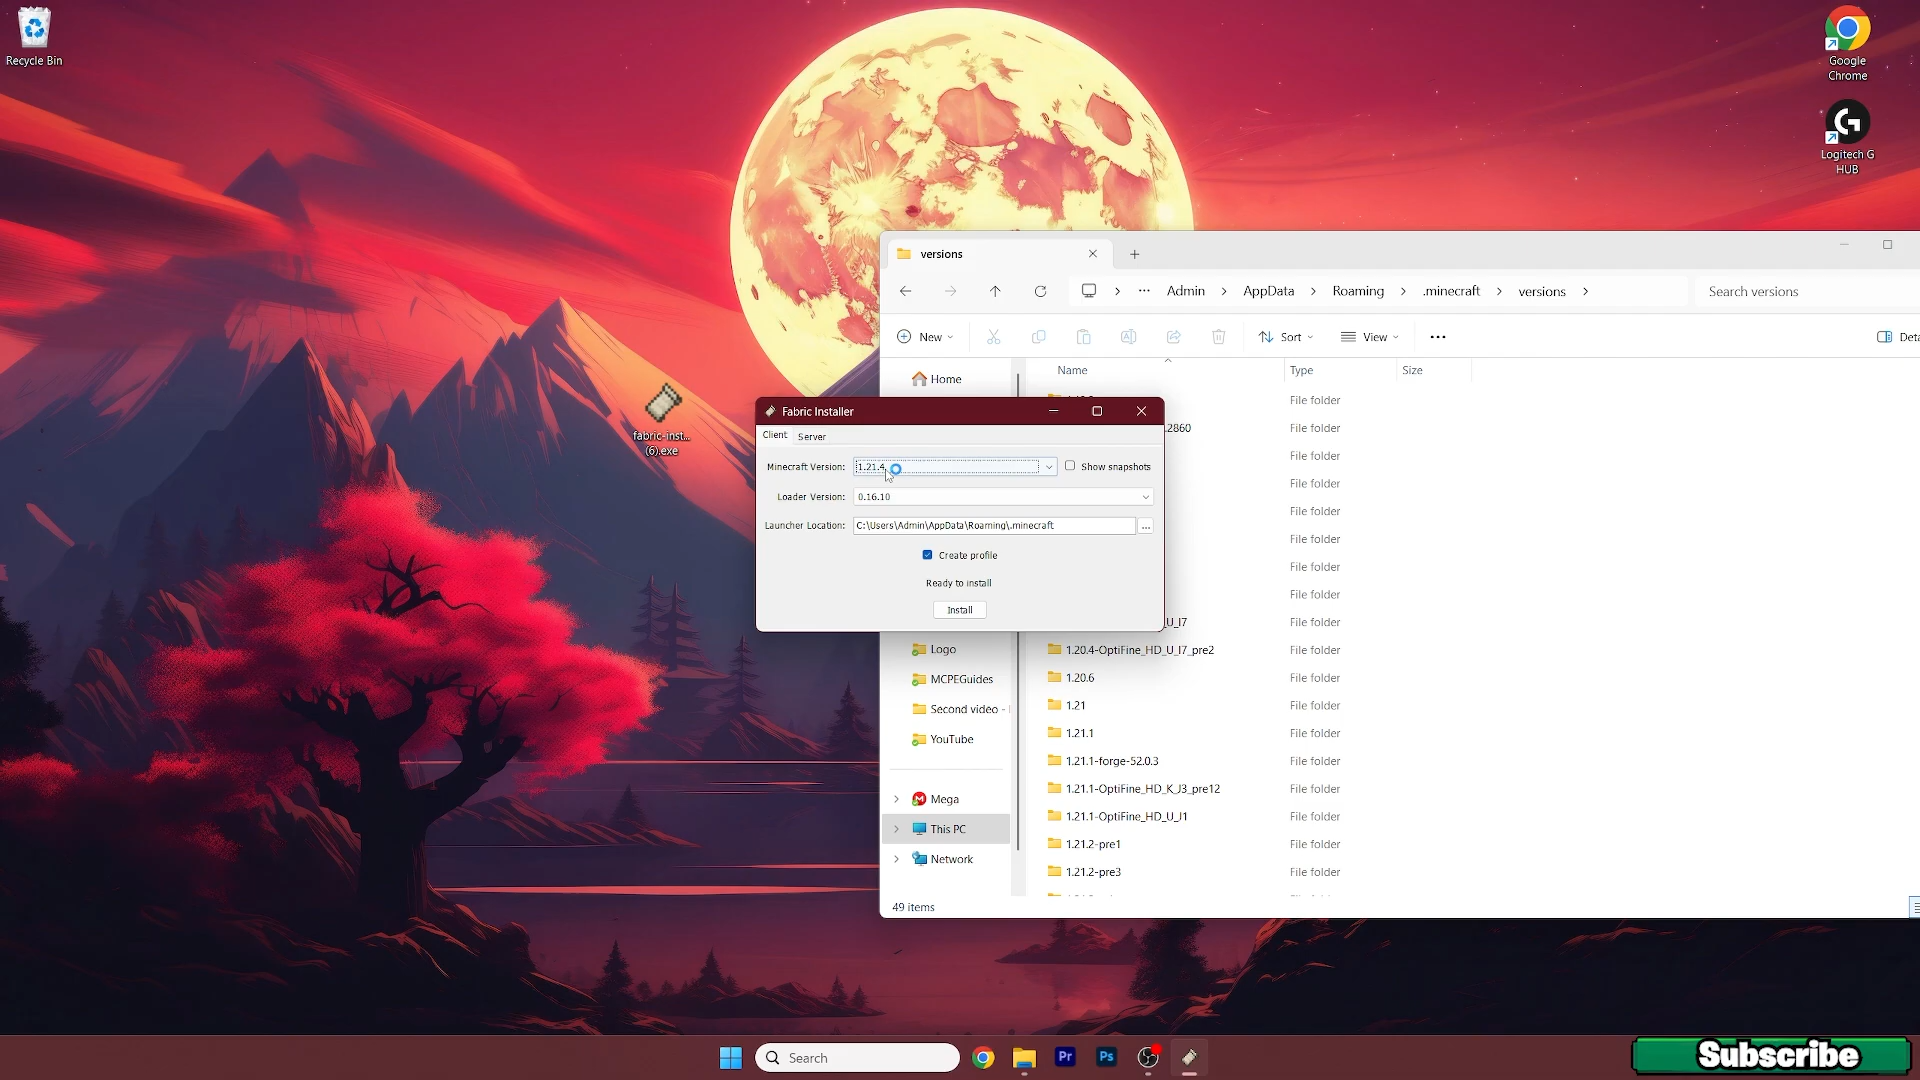 Recycle Bin
Google
Chrome
Logitech G
HUB
fabric-inst...
(6).exe
versions
Admin
AppData
Roaming
.minecraft
versions
Search versions
New
Sort
View
Name
Type
Size
Home
Logo
MCPEGuides
Second video -
YouTube
Mega
This PC
Network
File folder
.2860 File folder
File folder
File folder
File folder
File folder
File folder
File folder
_U_I7 File folder
1.20.4-OptiFine_HD_U_I7_pre2 File folder
1.20.6 File folder
1.21 File folder
1.21.1 File folder
1.21.1-forge-52.0.3 File folder
1.21.1-OptiFine_HD_K_J3_pre12 File folder
1.21.1-OptiFine_HD_U_J1 File folder
1.21.2-pre1 File folder
1.21.2-pre3 File folder
49 items
Fabric Installer
Client
Server
Minecraft Version: 1.21.4 Show snapshots
Loader Version: 0.16.10
Launcher Location: C:\Users\Admin\AppData\Roaming\.minecraft ...
Create profile
Ready to install
Install
Search
Pr
Ps
Subscribe